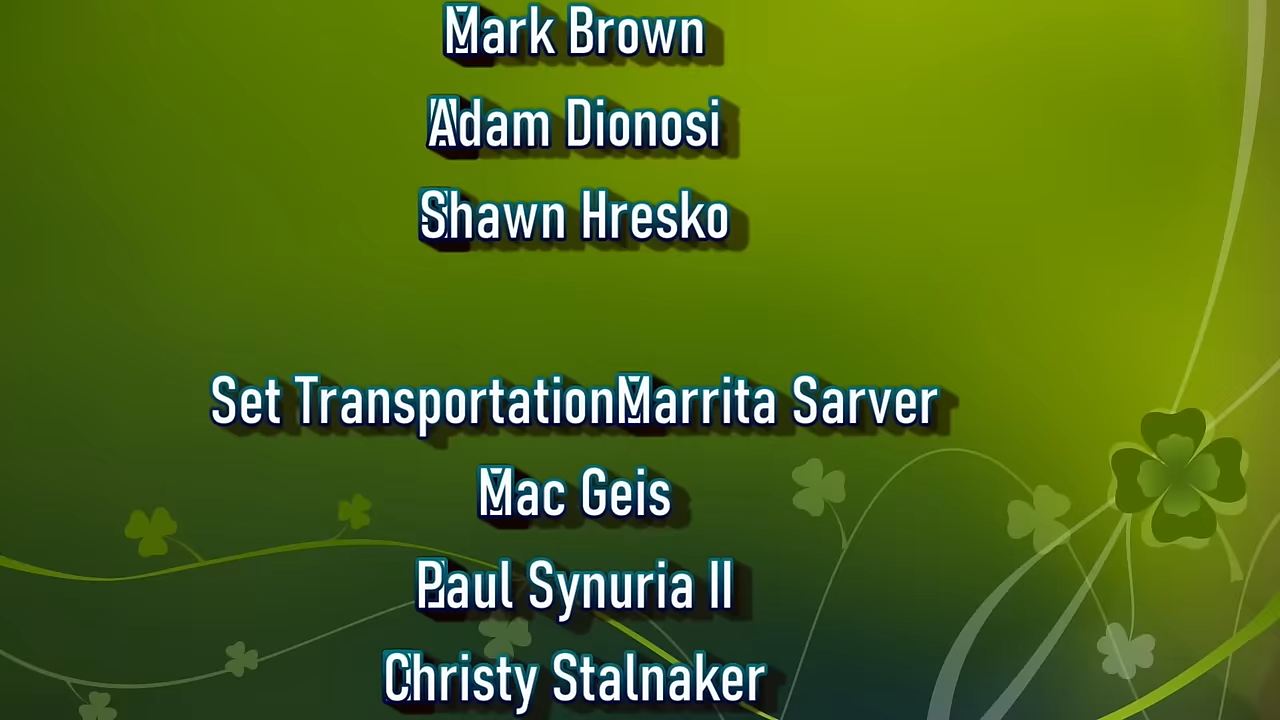 Mark Brown
Adam Dionosi
Shawn Hresko
Set TransportationMarrita Sarver
Mac Geis
Paul Synuria II
Christy Stalnaker